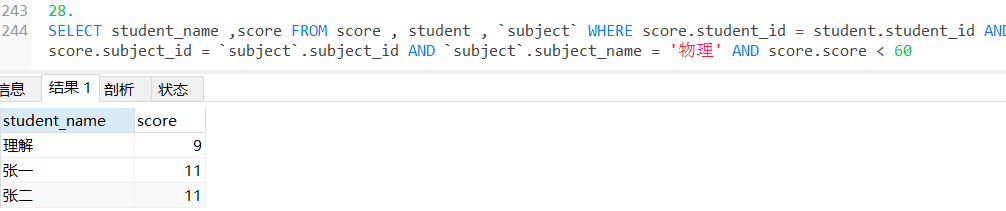 243 28.
244 SELECT student_name ,score FROM score , student , `subject` WHERE score.student_id = student.student_id AND
score.subject_id = `subject`.subject_id AND `subject`.subject_name = '物理' AND score.score < 60
信息 结果 1 剖析 状态
student_name score
理解 9
张一 11
张二 11